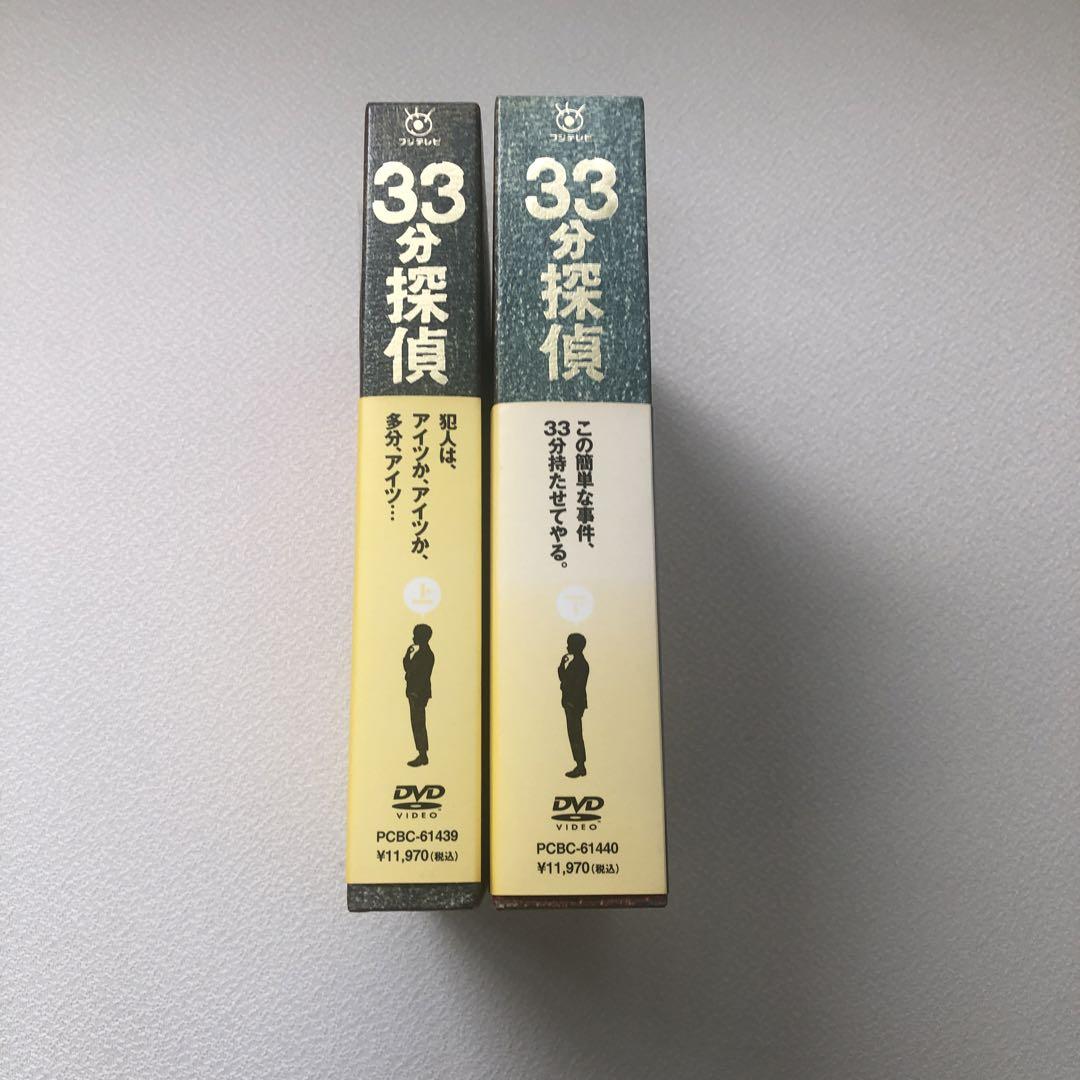 フジテレビ
33
分
探
偵
犯人は、
アイツか、アイツか、
多分、アイツ…
上
DVD
VIDEO
PCBC-61439
¥11,970(税込)
フジテレビ
33
分
探
偵
この簡単な事件、
33分持たせてやる。
下
DVD
VIDEO
PCBC-61440
¥11,970(税込)